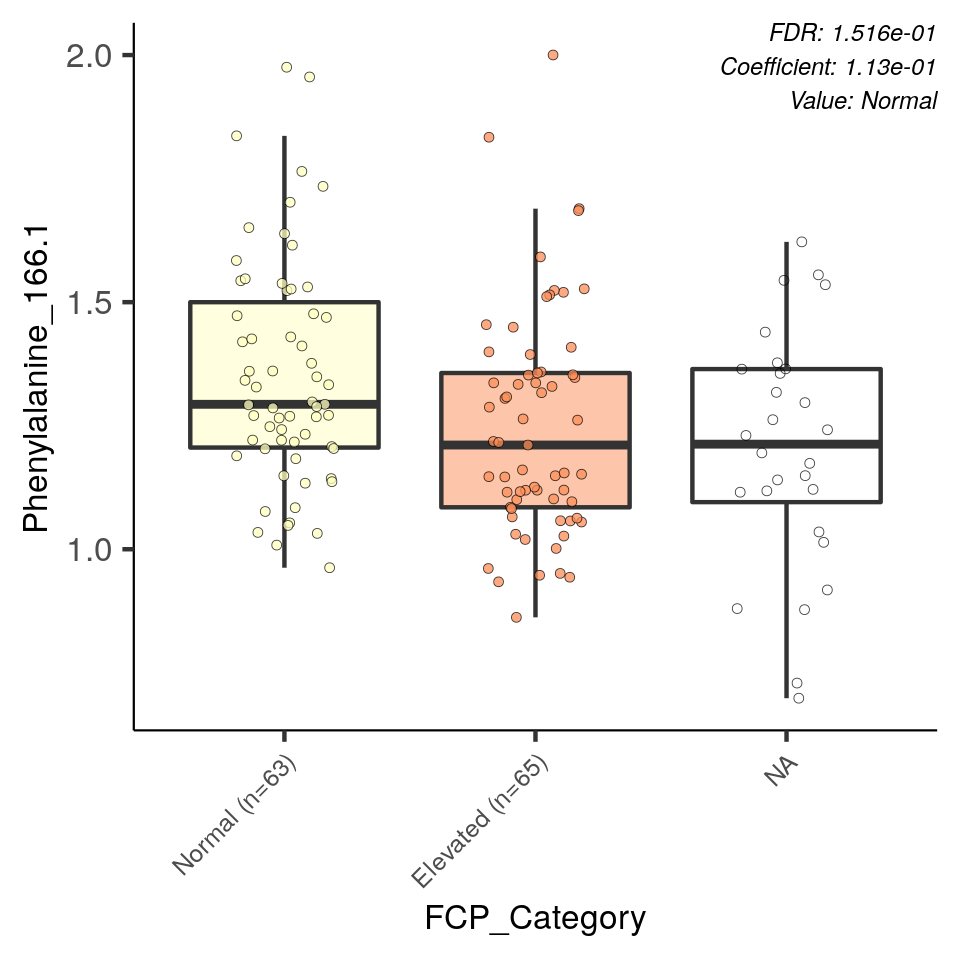 FDR: 1.516e-01
Coefficient: 1.13e-01
Value: Normal
2.0
1.5
1.0
Phenylalanine_166.1
Normal (n=63)
Elevated (n=65)
NA
FCP_Category